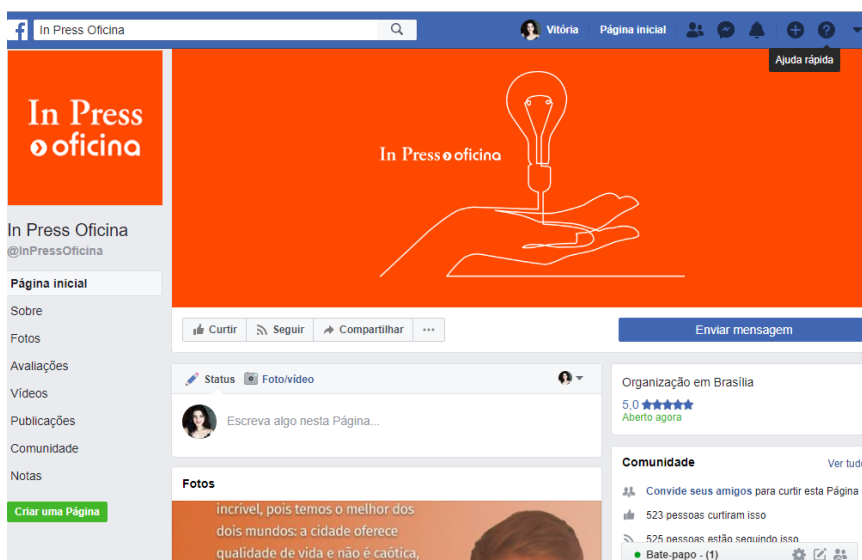 In Press Oficina
Vitória
Página inicial
Ajuda rápida
In Press
oficina
In Press oficina
In Press Oficina
@InPressOficina
Página inicial
Sobre
Fotos
Avaliações
Vídeos
Publicações
Comunidade
Notas
Criar uma Página
Curtir
Seguir
Compartilhar
Enviar mensagem
Status
Foto/vídeo
Escreva algo nesta Página...
Fotos
incrível, pois temos o melhor dos
dois mundos: a cidade oferece
qualidade de vida e não é caótica,
Organização em Brasília
5,0
Aberto agora
Comunidade
Ver tudo
Convide seus amigos para curtir esta Página
523 pessoas curtiram isso
525 pessoas estão seguindo isso
Bate-papo - (1)